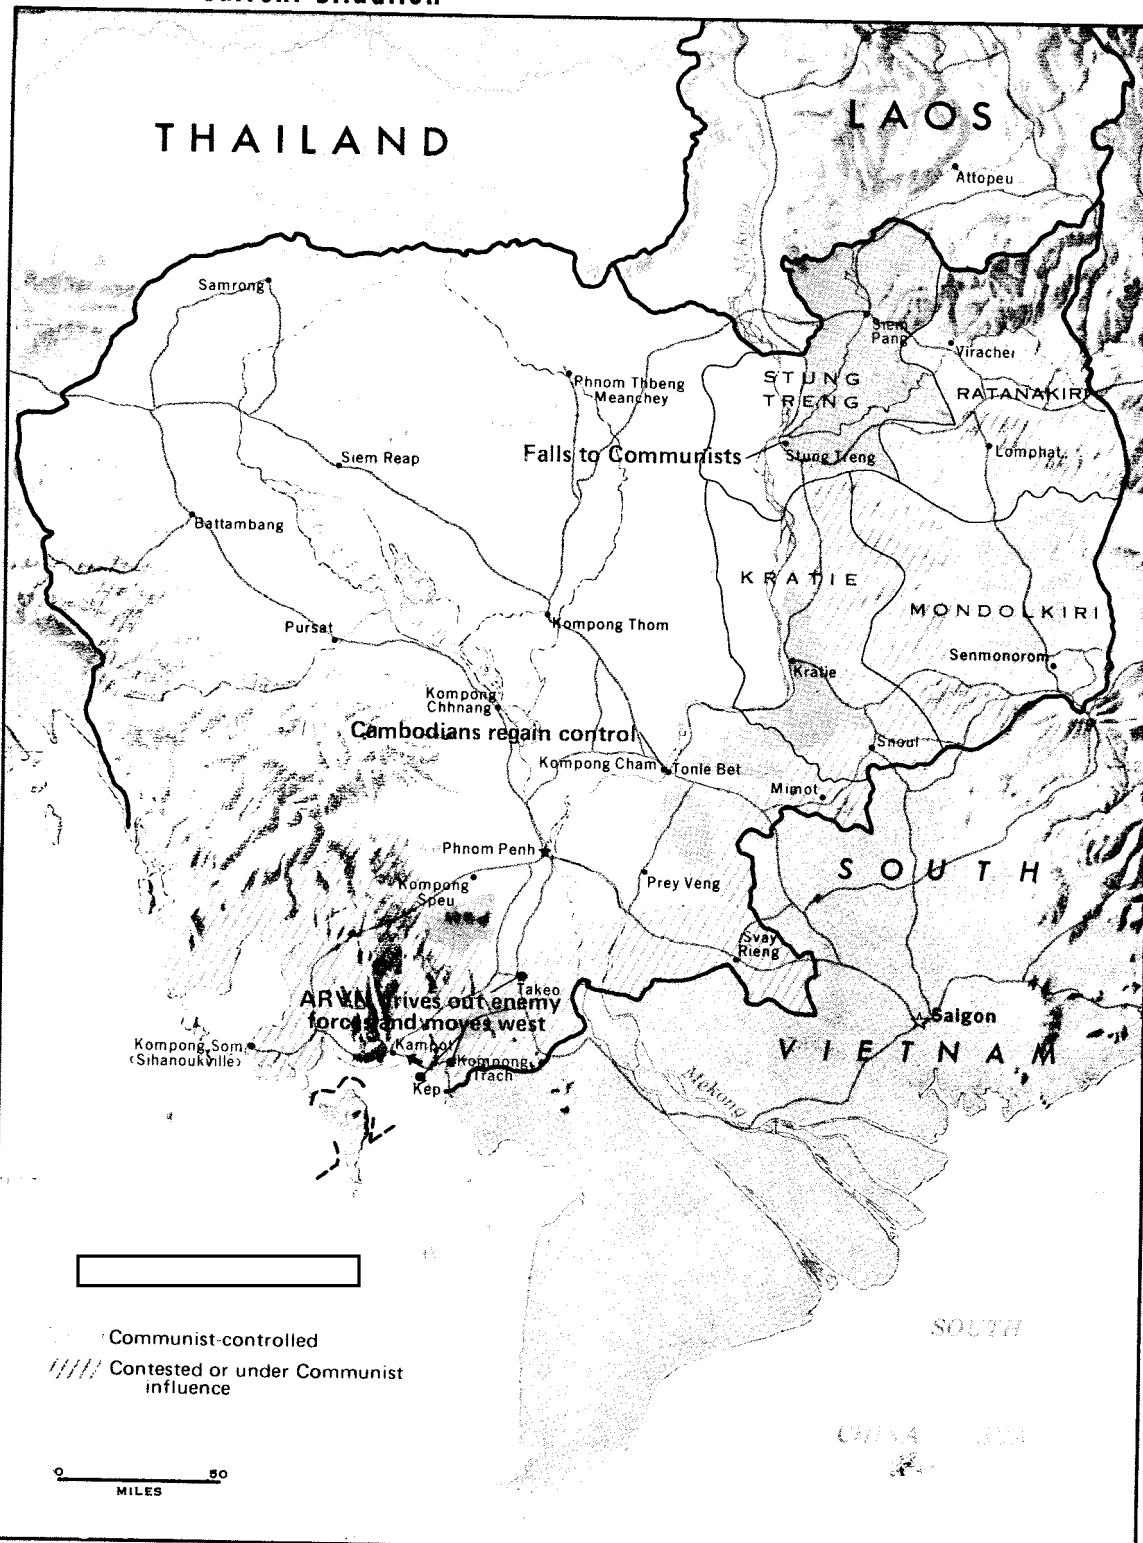 THAILAND
LAOS
Attopeu
Samrong
Siem
Pang
Virachei
Phnom Thbeng
Meanchey
STUNG
TRENG
RATANAKIRI
Falls to Communists
Stung Treng
Lomphat
Siem Reap
Battambang
KRATIE
MONDOLKIRI
Pursat
Kompong Thom
Senmonorom
Kratie
Kompong
Chhnang
Cambodians regain control
Snoul
Kompong Cham
Tonle Bet
Mimot
Phnom Penh
SOUTH
Kompong
Speu
Prey Veng
Svay
Rieng
Takeo
ARVN drives out enemy
forces and moves west
Saigon
Kompong Som
(Sihanoukville)
Kampot
Kompong
Trach
VIETNAM
Kep
Mekong
Communist-controlled
Contested or under Communist
influence
SOUTH
CHINA SEA
0 50
MILES